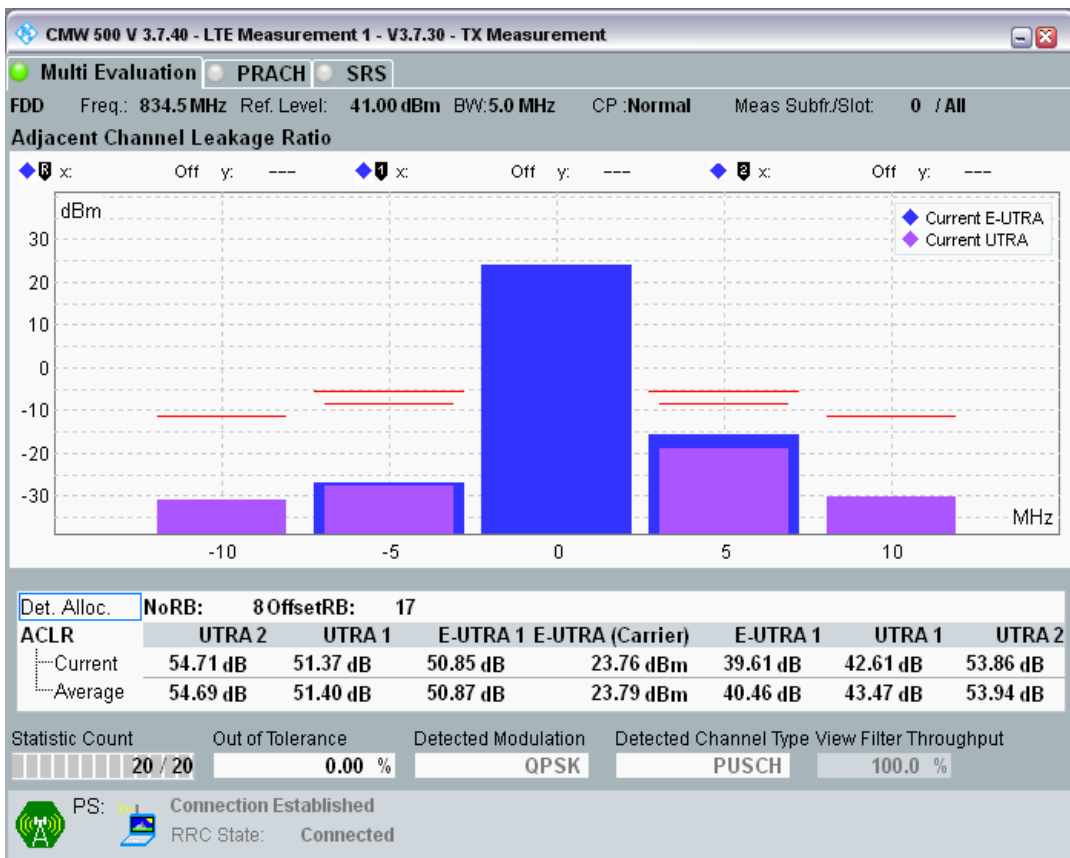 CMW 500 V 3.7.40 - LTE Measurement 1 - V3.7.30 - TX Measurement
Multi Evaluation PRACH SRS
FDD Freq.: 834.5 MHz Ref. Level: 41.00 dBm BW:5.0 MHz CP :Normal Meas Subfr./Slot: 0 / All
Adjacent Channel Leakage Ratio
R x: Off y: --- 1 x: Off y: --- 2 x: Off y: ---
dBm
Current E-UTRA
Current UTRA
30
20
10
0
-10
-20
-30
MHz
-10 -5 0 5 10
Det. Alloc. NoRB: 8 OffsetRB: 17
ACLR UTRA 2 UTRA 1 E-UTRA 1 E-UTRA (Carrier) E-UTRA 1 UTRA 1 UTRA 2
Current 54.71 dB 51.37 dB 50.85 dB 23.76 dBm 39.61 dB 42.61 dB 53.86 dB
Average 54.69 dB 51.40 dB 50.87 dB 23.79 dBm 40.46 dB 43.47 dB 53.94 dB
Statistic Count Out of Tolerance Detected Modulation Detected Channel Type View Filter Throughput
20 / 20 0.00 % QPSK PUSCH 100.0 %
PS: Connection Established
RRC State: Connected